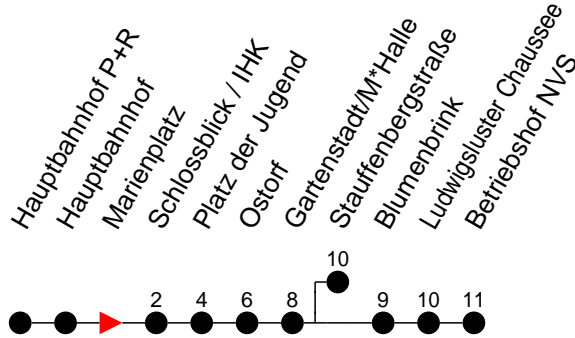 Hauptbahnhof P+R
Hauptbahnhof
Marienplatz
Schlossblick / IHK
Platz der Jugend
Ostorf
Gartenstadt/M*Halle
Stauffenbergstraße
Blumenbrink
Ludwigsluster Chaussee
Betriebshof NVS
10
2 4 6 8 9 10 11